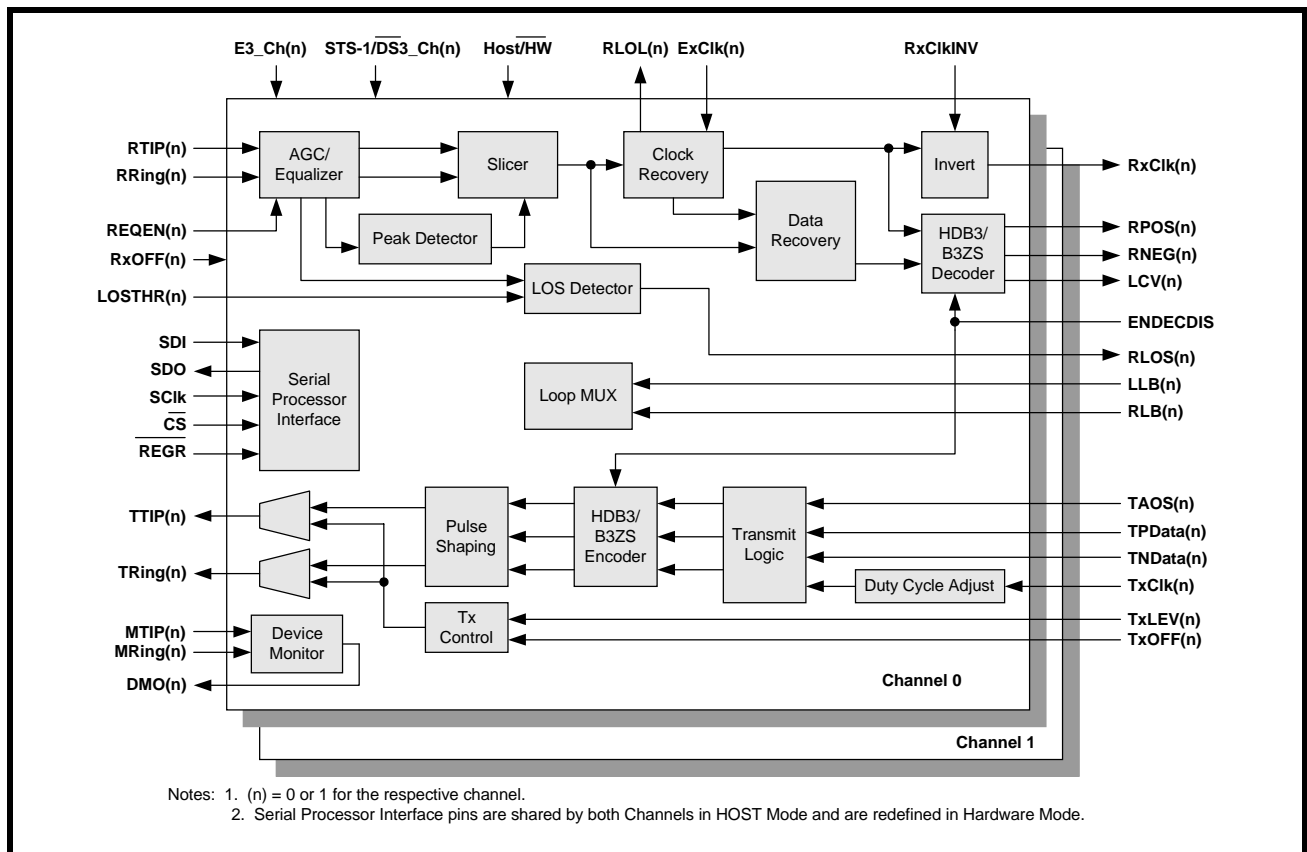 E3_Ch(n)
STS-1/DS3_Ch(n)
Host/HW
RLOL(n)
ExClk(n)
RxClkINV
RTIP(n)
RRing(n)
REQEN(n)
RxOFF(n)
LOSTHR(n)
SDI
SDO
SClk
CS
REGR
TTIP(n)
TRing(n)
MTIP(n)
MRing(n)
DMO(n)
AGC/
Equalizer
Slicer
Clock
Recovery
Invert
Peak Detector
Data
Recovery
HDB3/
B3ZS
Decoder
LOS Detector
Serial
Processor
Interface
Loop MUX
Pulse
Shaping
HDB3/
B3ZS
Encoder
Transmit
Logic
Duty Cycle Adjust
Tx
Control
Device
Monitor
RxClk(n)
RPOS(n)
RNEG(n)
LCV(n)
ENDECDIS
RLOS(n)
LLB(n)
RLB(n)
TAOS(n)
TPData(n)
TNData(n)
TxClk(n)
TxLEV(n)
TxOFF(n)
Channel 0
Channel 1
Notes: 1. (n) = 0 or 1 for the respective channel.
2. Serial Processor Interface pins are shared by both Channels in HOST Mode and are redefined in Hardware Mode.